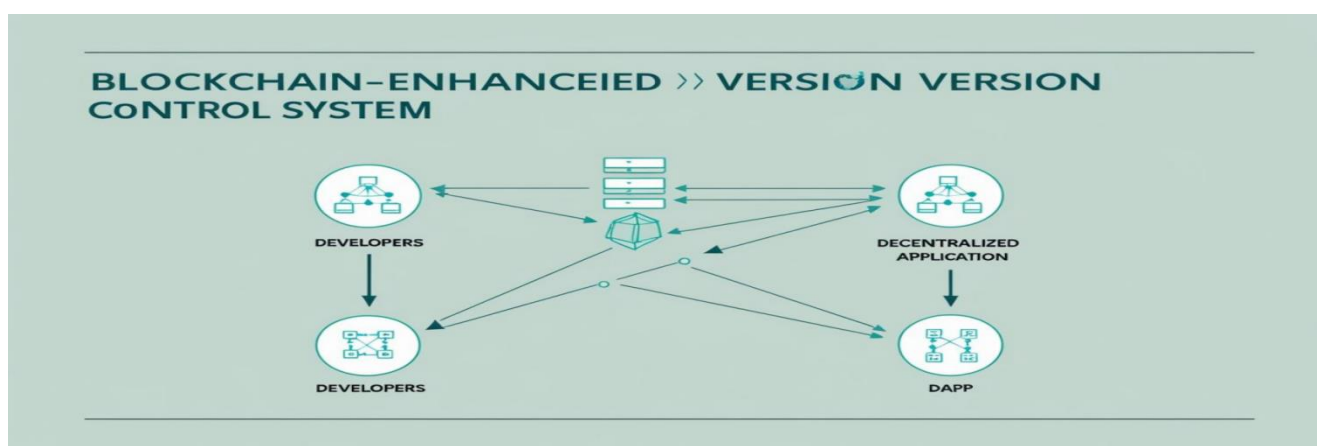 BLOCKCHAIN-ENHANCEIED >> VERSION VERSION
CoNTROL SYSTEM
DEVELOPERS
DECENTRALIZED
APPLICATION
DEVELOPERS
DAPP